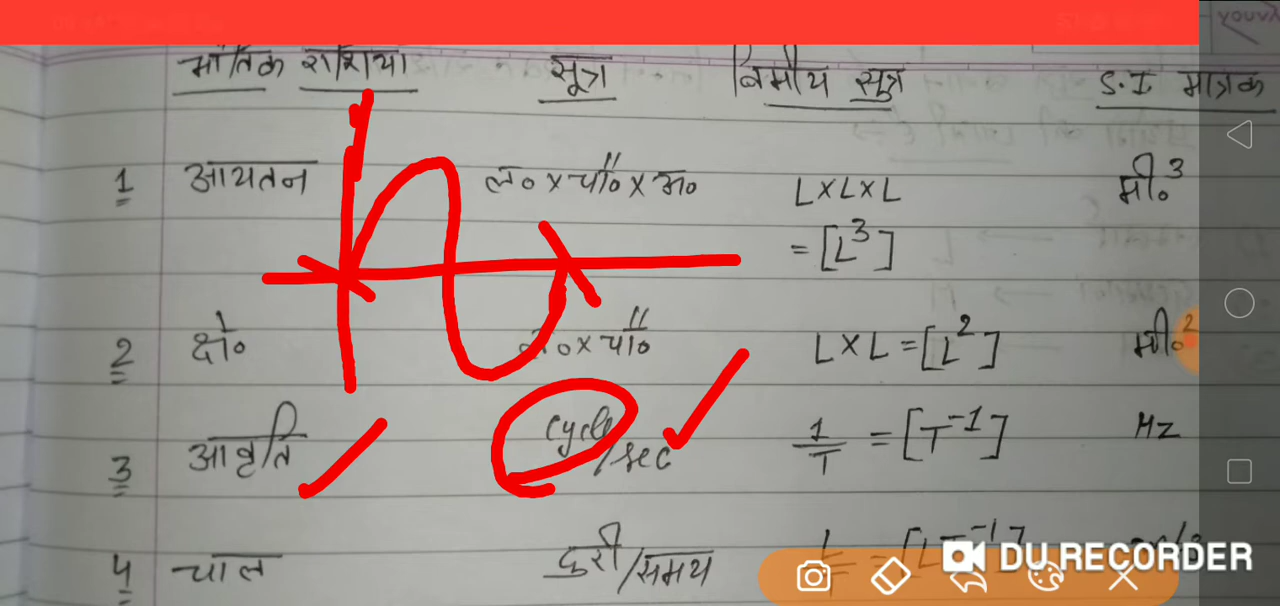 भौतिक राशियां सूत्र विमीय सूत्र S.I मात्रक
1 आयतन ल० × चौ० × ऊ० L×L×L मी०³
= [L³]
2 क्षे० ल० × चौ० L×L = [L²] मी०²
3 आवृति cycle/sec 1/T = [T⁻¹] Hz
4 चाल दुरी/समय
DU RECORDER